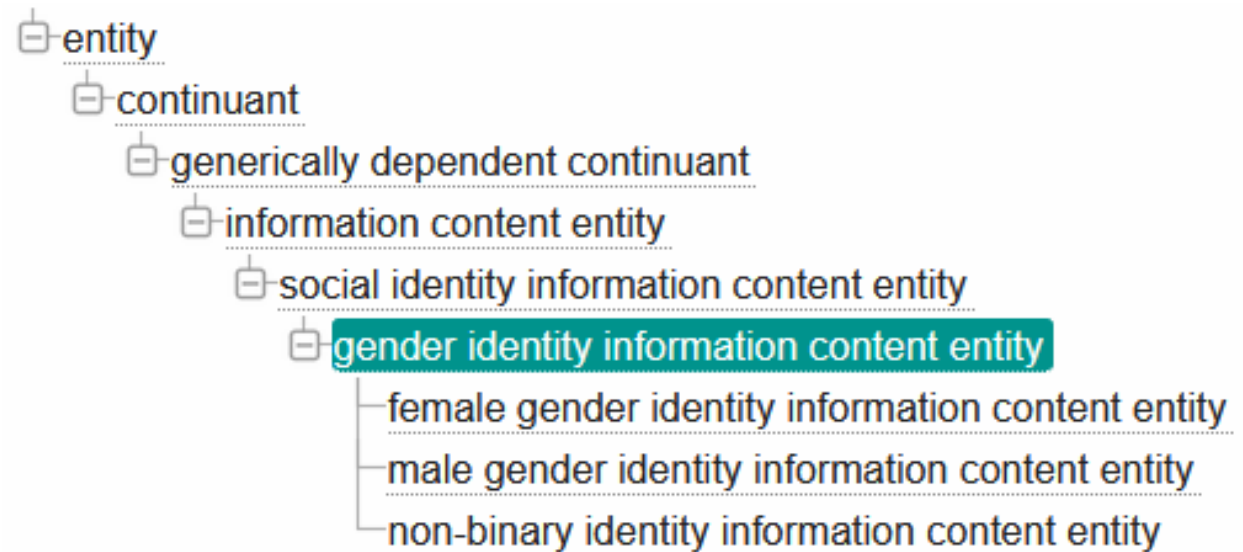 entity
continuant
generically dependent continuant
information content entity
social identity information content entity
gender identity information content entity
female gender identity information content entity
male gender identity information content entity
non-binary identity information content entity